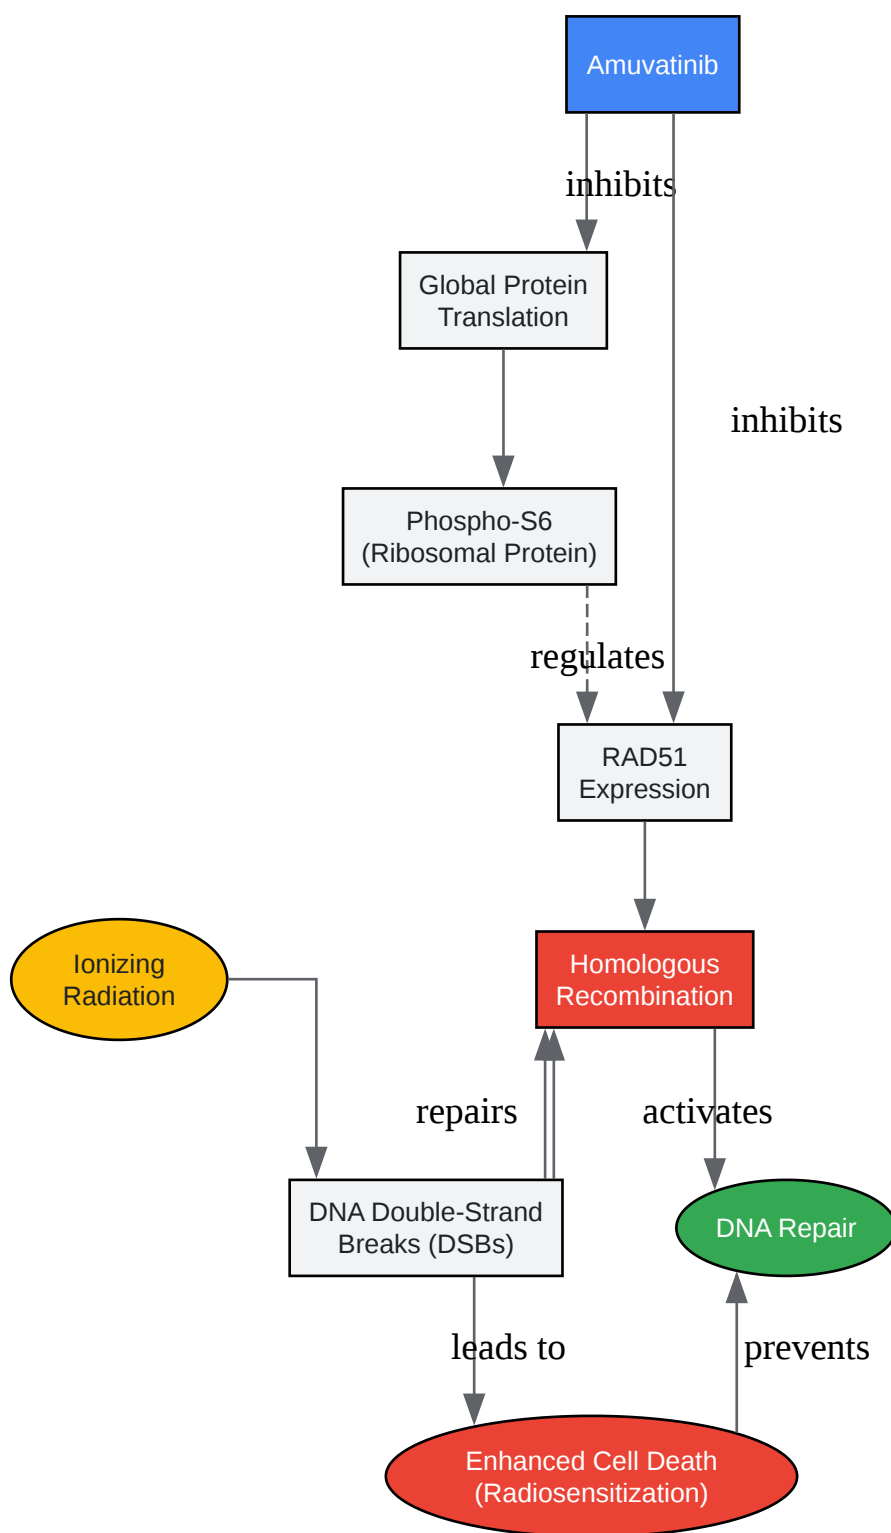 Amuvatinib
inhibits
Global Protein
Translation
inhibits
Phospho-S6
(Ribosomal Protein)
regulates
RAD51
Expression
Ionizing
Radiation
Homologous
Recombination
repairs
activates
DNA Double-Strand
Breaks (DSBs)
DNA Repair
leads to
prevents
Enhanced Cell Death
(Radiosensitization)